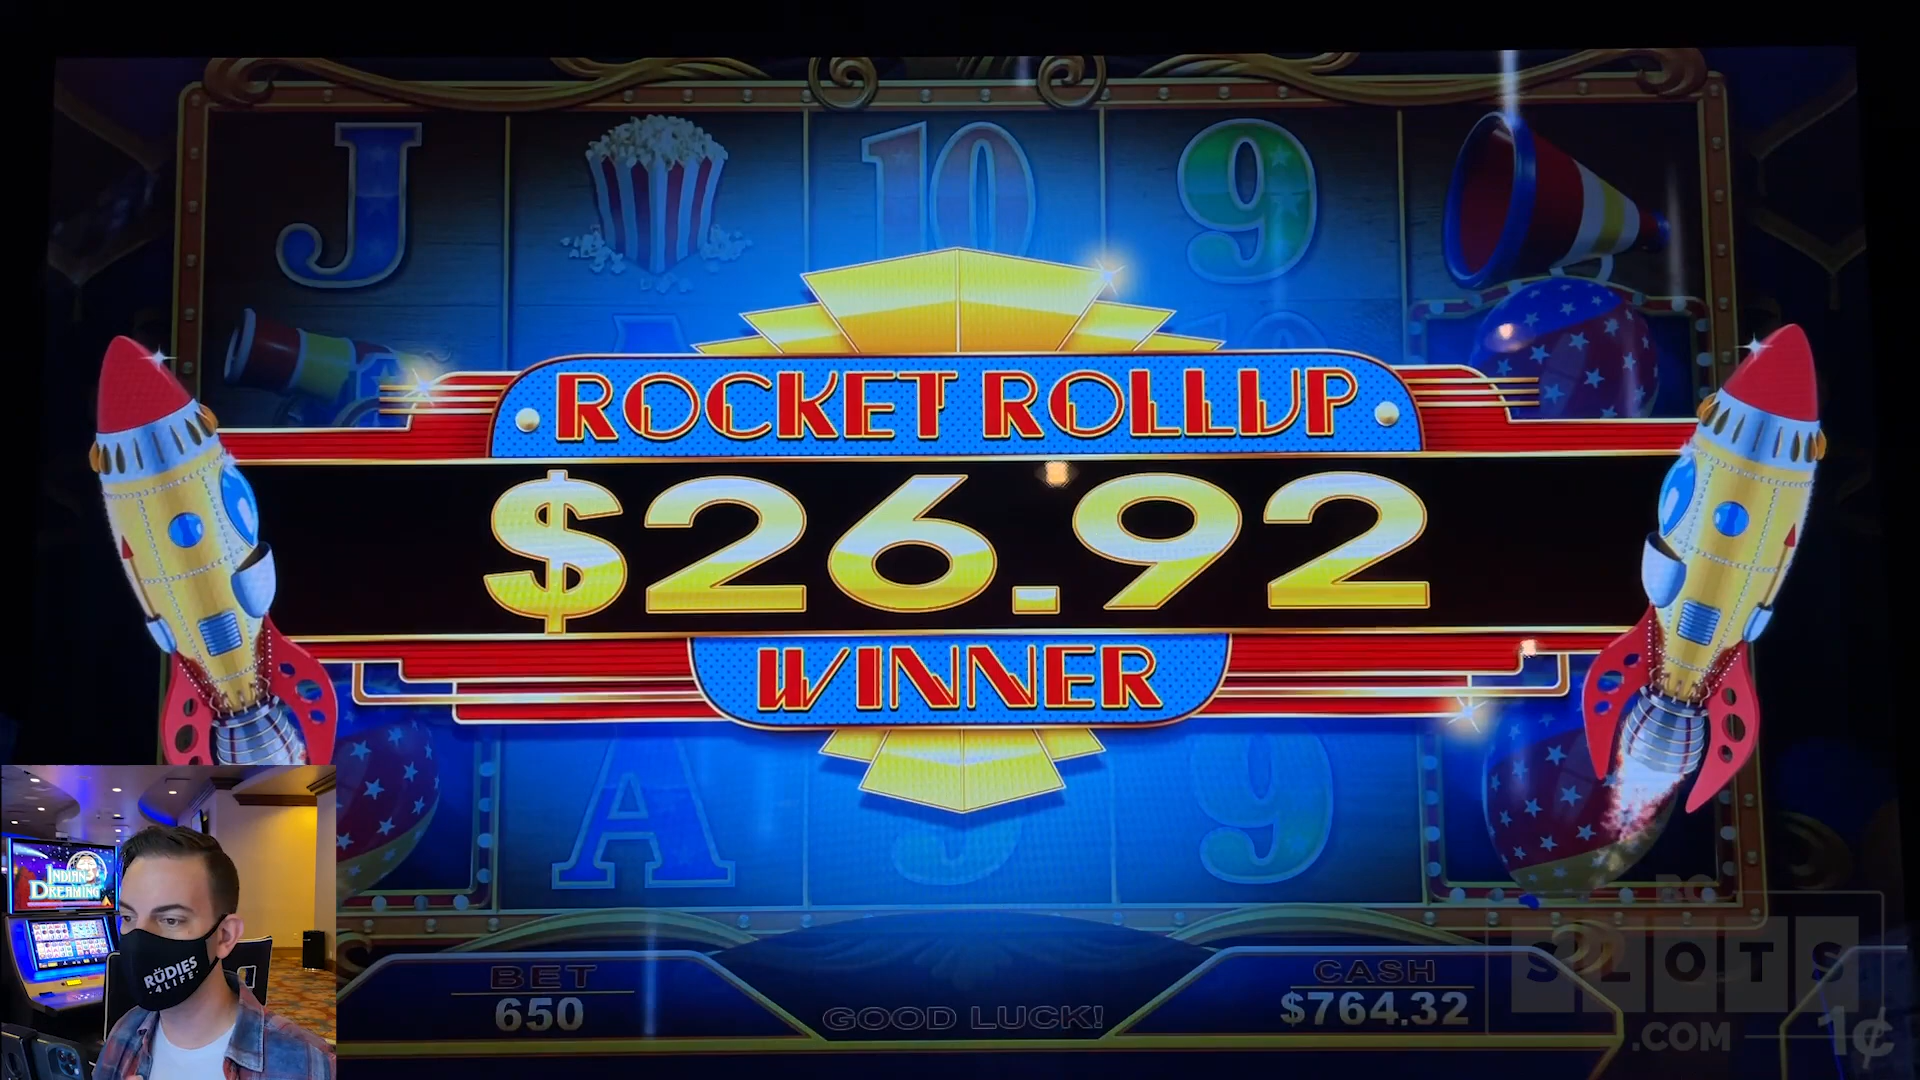 J
10
9
ROCKET ROLLUP
$26.92
WINNER
A
9
INDIAN
DREAMING
RÜDIES
4LIFE
BET
650
GOOD LUCK!
CASH
$764.32
BC
SLOTS
.COM
1¢